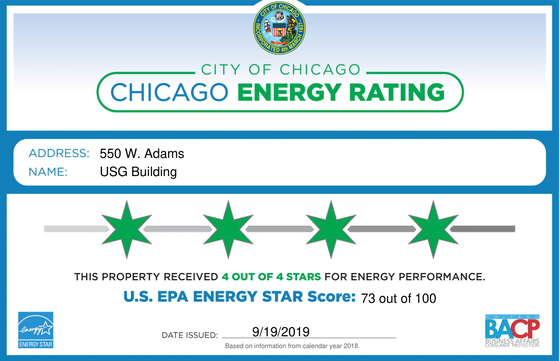 CITY OF CHICAGO
INCORPORATED 4th MARCH 1837
CITY OF CHICAGO
CHICAGO ENERGY RATING
ADDRESS: 550 W. Adams
NAME: USG Building
THIS PROPERTY RECEIVED 4 OUT OF 4 STARS FOR ENERGY PERFORMANCE.
U.S. EPA ENERGY STAR Score: 73 out of 100
energy
ENERGY STAR
DATE ISSUED: 9/19/2019
Based on information from calendar year 2018.
CHICAGO
BACP
BUSINESS AFFAIRS
CONSUMER PROTECTION